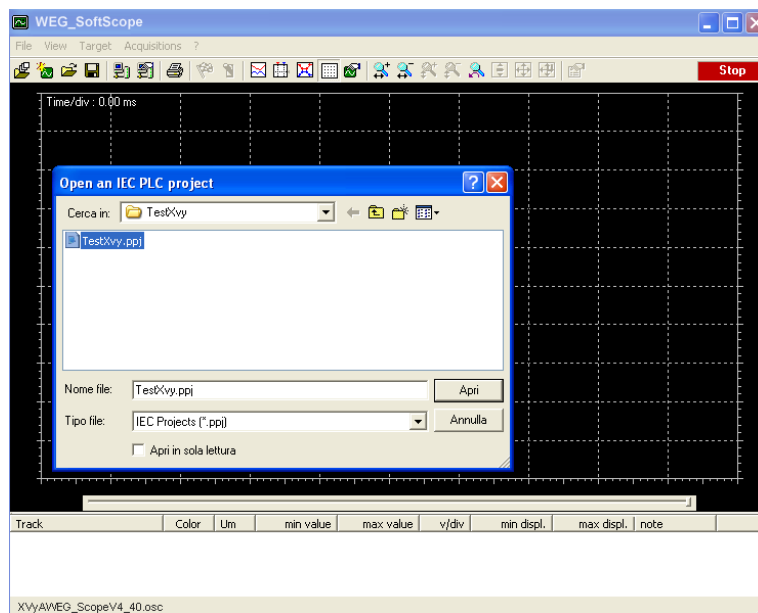 WEG_SoftScope
File View Target Acquisitions ?
Stop
Time/div : 0.00 ms
Open an IEC PLC project
Cerca in: TestXvy
TestXvy.ppj
Nome file: TestXvy.ppj Apri
Tipo file: IEC Projects (*.ppj) Annulla
Apri in sola lettura
Track Color Um min value max value v/div min displ. max displ. note
XVyAWEG_ScopeV4_40.osc